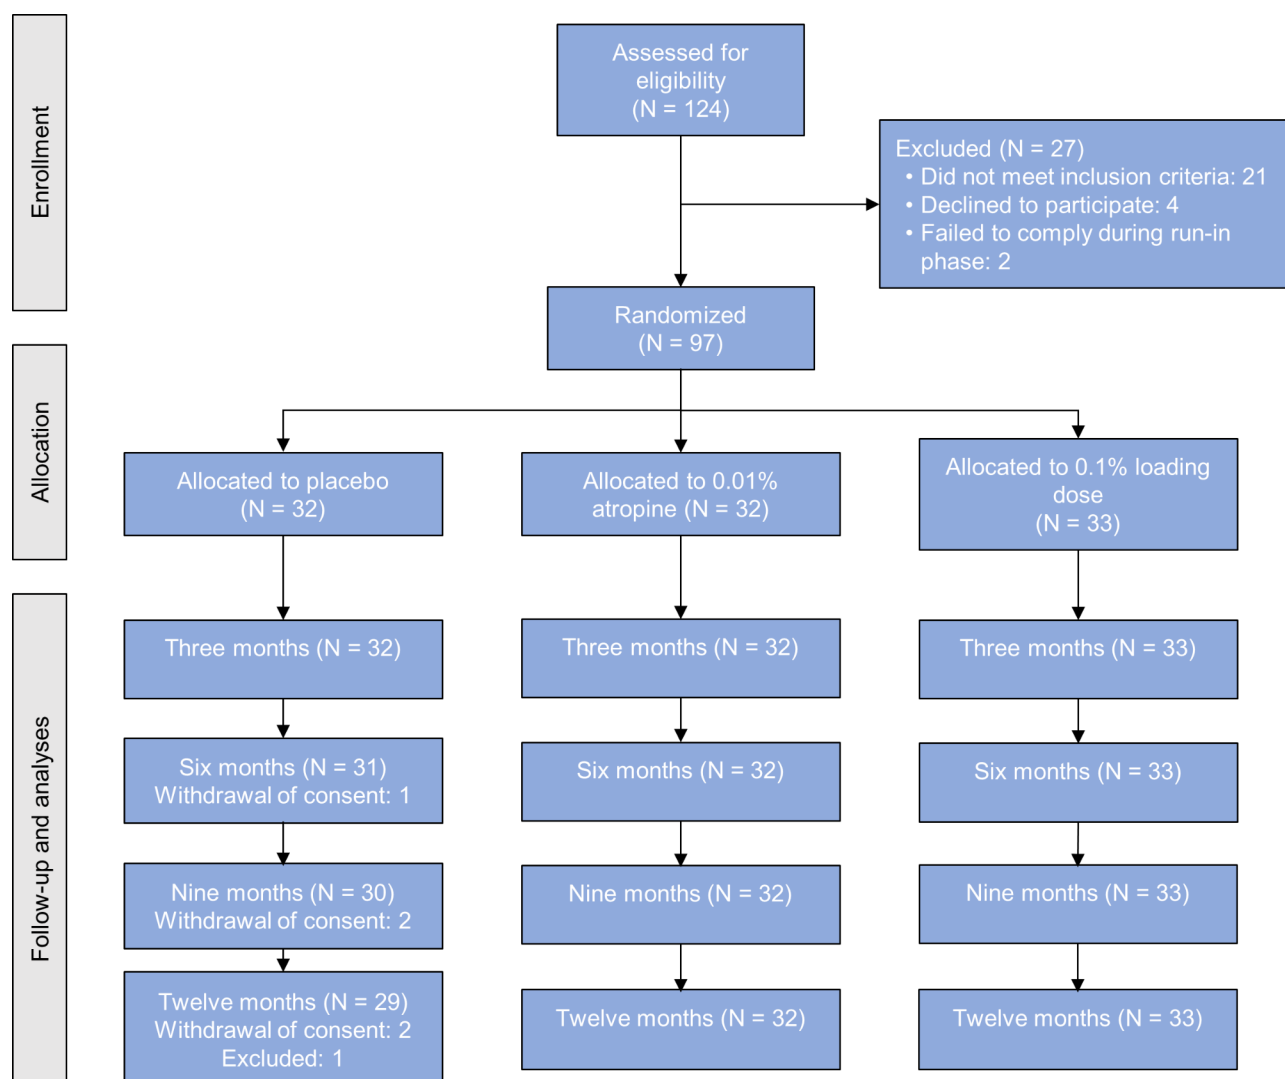 Enrollment
Assessed for
eligibility
(N = 124)
Excluded (N = 27)
• Did not meet inclusion criteria: 21
• Declined to participate: 4
• Failed to comply during run-in
phase: 2
Randomized
(N = 97)
Allocation
Allocated to placebo
(N = 32)
Allocated to 0.01%
atropine (N = 32)
Allocated to 0.1% loading
dose
(N = 33)
Follow-up and analyses
Three months (N = 32)
Three months (N = 32)
Three months (N = 33)
Six months (N = 31)
Withdrawal of consent: 1
Six months (N = 32)
Six months (N = 33)
Nine months (N = 30)
Withdrawal of consent: 2
Nine months (N = 32)
Nine months (N = 33)
Twelve months (N = 29)
Withdrawal of consent: 2
Excluded: 1
Twelve months (N = 32)
Twelve months (N = 33)